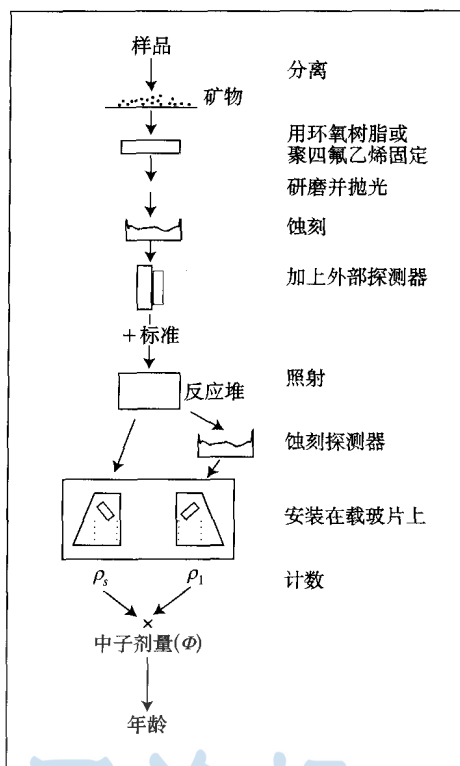 样品
分离
矿物
用环氧树脂或
聚四氟乙烯固定
研磨并抛光
蚀刻
加上外部探测器
+标准
照射
反应堆
蚀刻探测器
安装在载玻片上
ρs ρ1
计数
×
中子剂量(Φ)
年龄